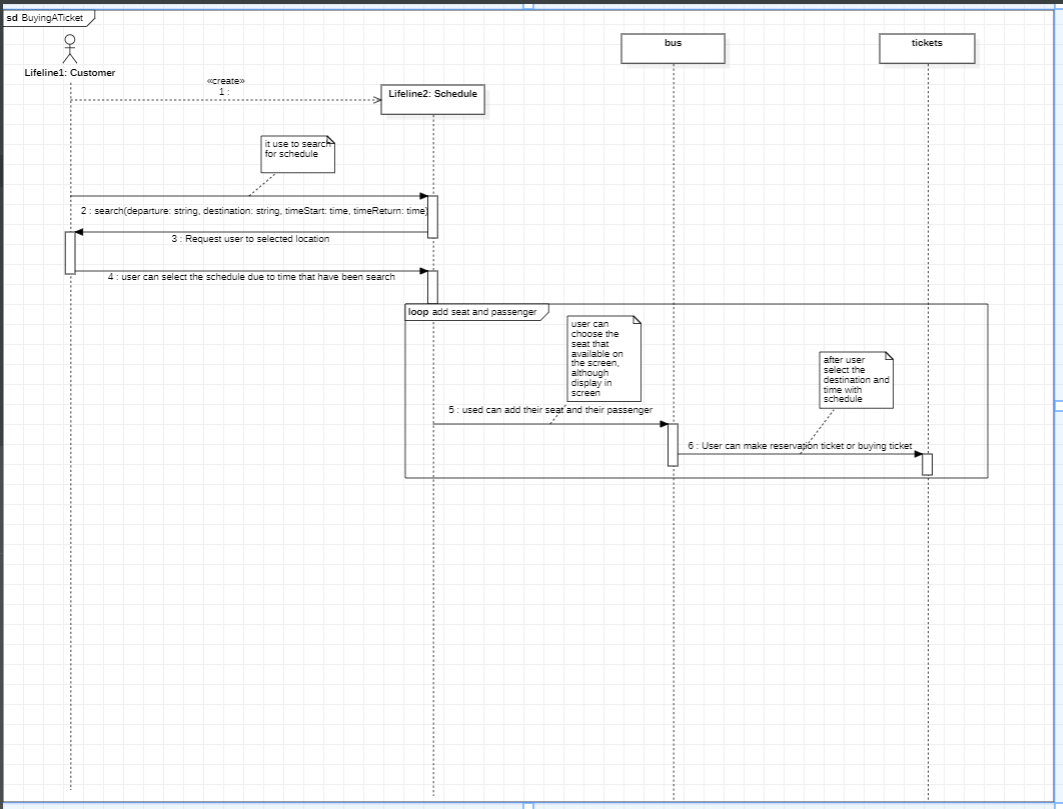 sd BuyingATicket
bus
tickets
Lifeline1: Customer
«create»
1 :
Lifeline2: Schedule
it use to search
for schedule
2 : search(departure: string, destination: string, timeStart: time, timeReturn: time)
3 : Request user to selected location
4 : user can select the schedule due to time that have been search
loop add seat and passenger
user can
choose the
seat that
available on
the screen,
although
display in
screen
after user
select the
destination and
time with
schedule
5 : used can add their seat and their passenger
6 : User can make reservation ticket or buying ticket